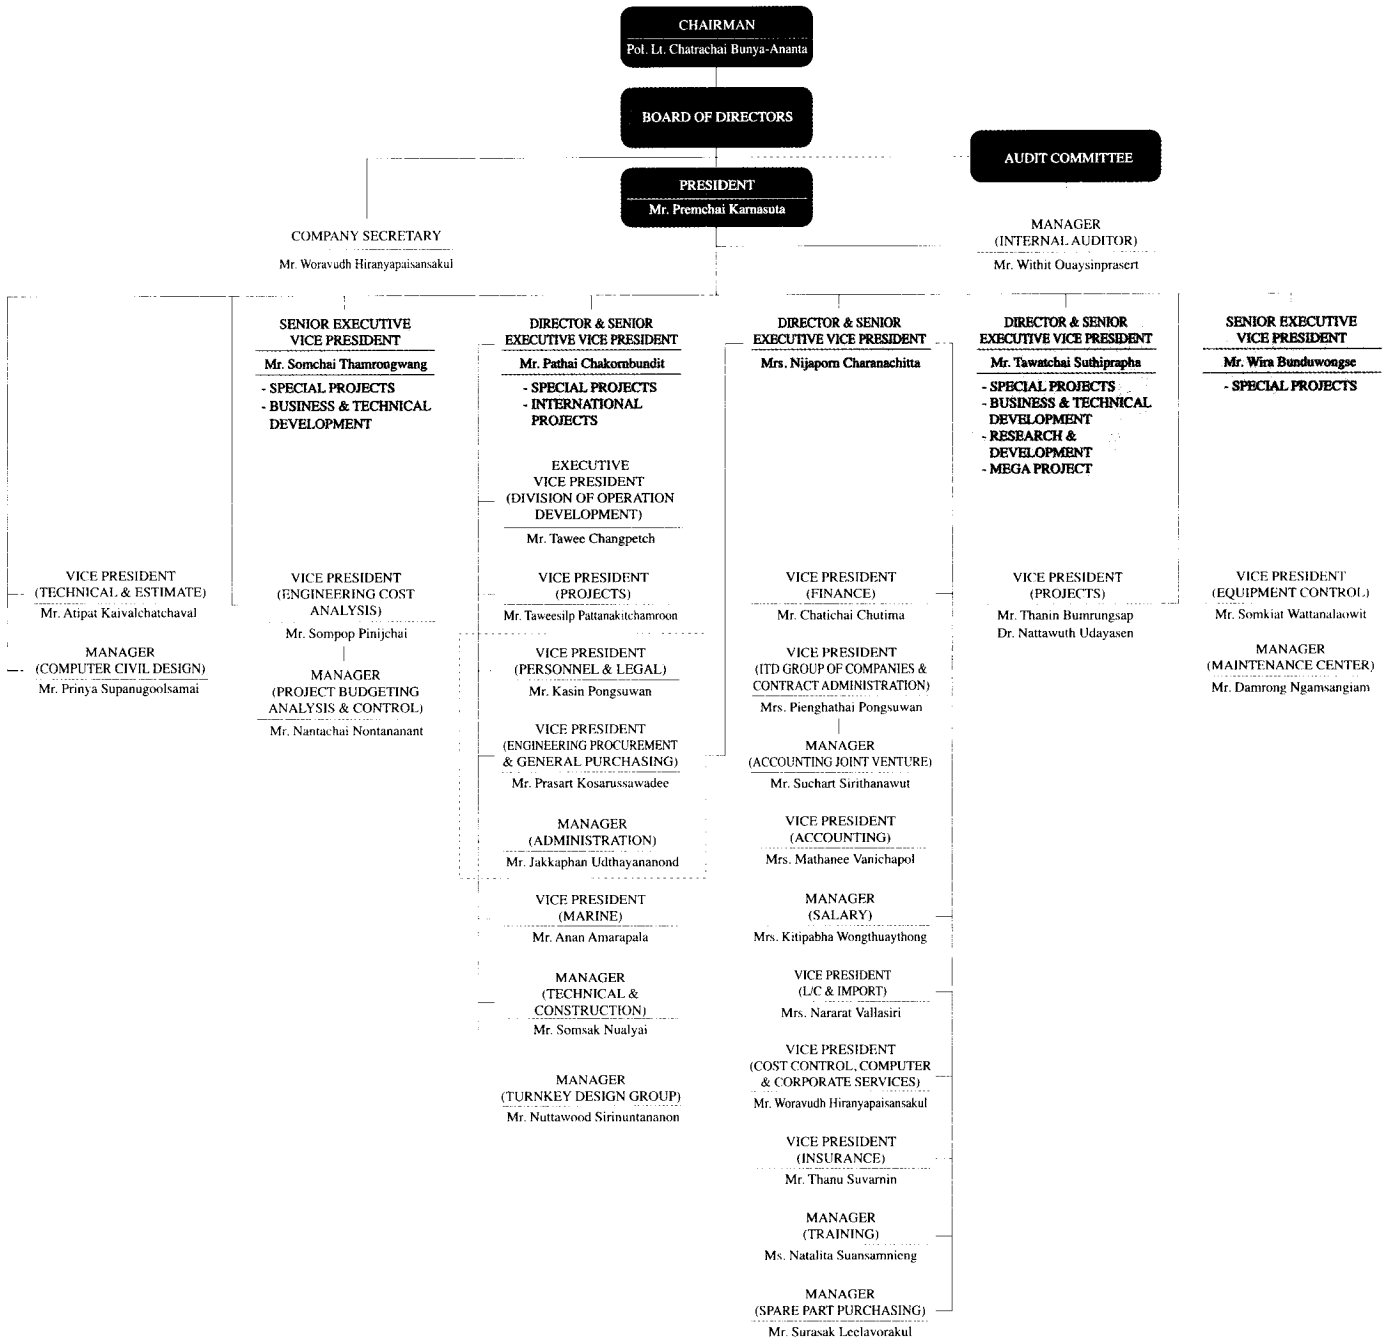 CHAIRMAN
Pol. Lt. Chatrachai Bunya-Ananta
BOARD OF DIRECTORS
AUDIT COMMITTEE
PRESIDENT
Mr. Premchai Karnasuta
COMPANY SECRETARY
Mr. Woravudh Hiranyapaisansakul
MANAGER
(INTERNAL AUDITOR)
Mr. Withit Ouaysinprasert
SENIOR EXECUTIVE
VICE PRESIDENT
Mr. Somchai Thamrongwang
- SPECIAL PROJECTS
- BUSINESS & TECHNICAL
DEVELOPMENT
DIRECTOR & SENIOR
EXECUTIVE VICE PRESIDENT
Mr. Pathai Chakornbundit
- SPECIAL PROJECTS
- INTERNATIONAL
PROJECTS
DIRECTOR & SENIOR
EXECUTIVE VICE PRESIDENT
Mrs. Nijaporn Charanachitta
DIRECTOR & SENIOR
EXECUTIVE VICE PRESIDENT
Mr. Tawatchai Suthiprapha
- SPECIAL PROJECTS
- BUSINESS & TECHNICAL
DEVELOPMENT
- RESEARCH &
DEVELOPMENT
- MEGA PROJECT
SENIOR EXECUTIVE
VICE PRESIDENT
Mr. Wira Bunduwongse
- SPECIAL PROJECTS
EXECUTIVE
VICE PRESIDENT
(DIVISION OF OPERATION
DEVELOPMENT)
Mr. Tawee Changpetch
VICE PRESIDENT
(TECHNICAL & ESTIMATE)
Mr. Atipat Kaivalchatchaval
MANAGER
(COMPUTER CIVIL DESIGN)
Mr. Prinya Supanugoolsamai
VICE PRESIDENT
(ENGINEERING COST
ANALYSIS)
Mr. Sompop Pinijchai
MANAGER
(PROJECT BUDGETING
ANALYSIS & CONTROL)
Mr. Nantachai Nontananant
VICE PRESIDENT
(PROJECTS)
Mr. Taweesilp Pattanakitchamroon
VICE PRESIDENT
(PERSONNEL & LEGAL)
Mr. Kasin Pongsuwan
VICE PRESIDENT
(ENGINEERING PROCUREMENT
& GENERAL PURCHASING)
Mr. Prasart Kosarussawadee
MANAGER
(ADMINISTRATION)
Mr. Jakkaphan Udthayananond
VICE PRESIDENT
(MARINE)
Mr. Anan Amarapala
MANAGER
(TECHNICAL &
CONSTRUCTION)
Mr. Somsak Nualyai
MANAGER
(TURNKEY DESIGN GROUP)
Mr. Nuttawood Sirinuntananon
VICE PRESIDENT
(FINANCE)
Mr. Chatichai Chutima
VICE PRESIDENT
(ITD GROUP OF COMPANIES &
CONTRACT ADMINISTRATION)
Mrs. Pienghathai Pongsuwan
MANAGER
(ACCOUNTING JOINT VENTURE)
Mr. Suchart Sirithanawut
VICE PRESIDENT
(ACCOUNTING)
Mrs. Mathanee Vanichapol
MANAGER
(SALARY)
Mrs. Kitipabha Wongthuaythong
VICE PRESIDENT
(L/C & IMPORT)
Mrs. Nararat Vallasiri
VICE PRESIDENT
(COST CONTROL, COMPUTER
& CORPORATE SERVICES)
Mr. Woravudh Hiranyapaisansakul
VICE PRESIDENT
(INSURANCE)
Mr. Thanu Suvarnin
MANAGER
(TRAINING)
Ms. Natalita Suansamnieng
MANAGER
(SPARE PART PURCHASING)
Mr. Surasak Leelavorakul
VICE PRESIDENT
(PROJECTS)
Mr. Thanin Bumrungsap
Dr. Nattawuth Udayasen
VICE PRESIDENT
(EQUIPMENT CONTROL)
Mr. Somkiat Wattanalaowit
MANAGER
(MAINTENANCE CENTER)
Mr. Damrong Ngamsangiam